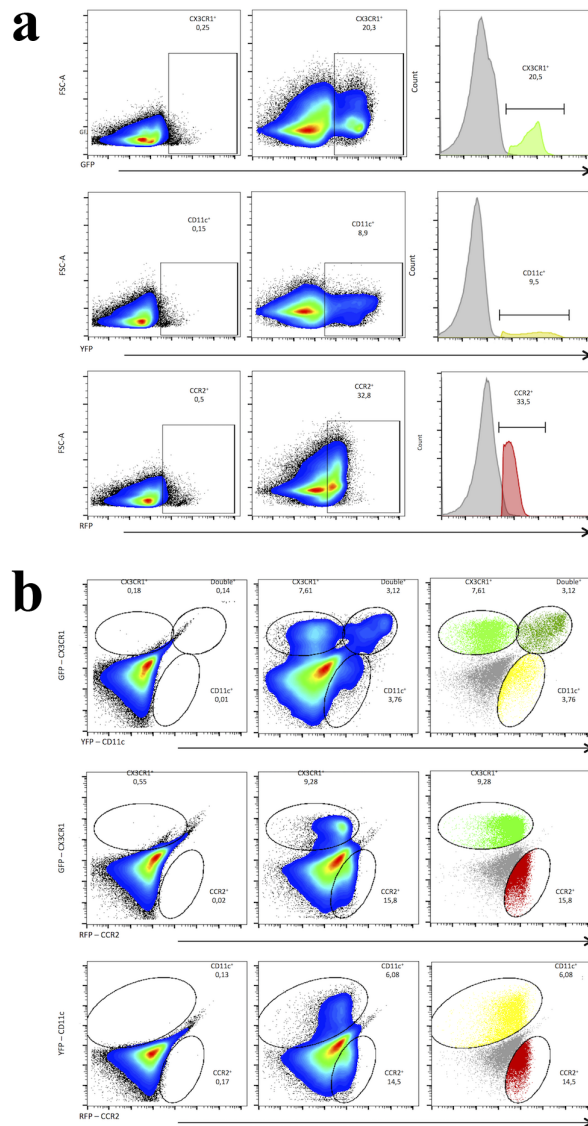 a
CX3CR1⁺
0,25
CX3CR1⁺
20,3
CX3CR1⁺
20,5
FSC-A
Count
GFP
CD11c⁺
0,15
CD11c⁺
8,9
CD11c⁺
9,5
FSC-A
Count
YFP
CCR2⁺
0,5
CCR2⁺
32,8
CCR2⁺
33,5
FSC-A
Count
RFP
b
CX3CR1⁺
0,18
Double⁺
0,14
CD11c⁺
0,01
CX3CR1⁺
7,61
Double⁺
3,12
CD11c⁺
3,76
CX3CR1⁺
7,61
Double⁺
3,12
CD11c⁺
3,76
GFP – CX3CR1
YFP – CD11c
CX3CR1⁺
0,55
CCR2⁺
0,02
CX3CR1⁺
9,28
CCR2⁺
15,8
CX3CR1⁺
9,28
CCR2⁺
15,8
GFP – CX3CR1
RFP – CCR2
CD11c⁺
0,13
CCR2⁺
0,17
CD11c⁺
6,08
CCR2⁺
14,5
CD11c⁺
6,08
CCR2⁺
14,5
YFP – CD11c
RFP – CCR2